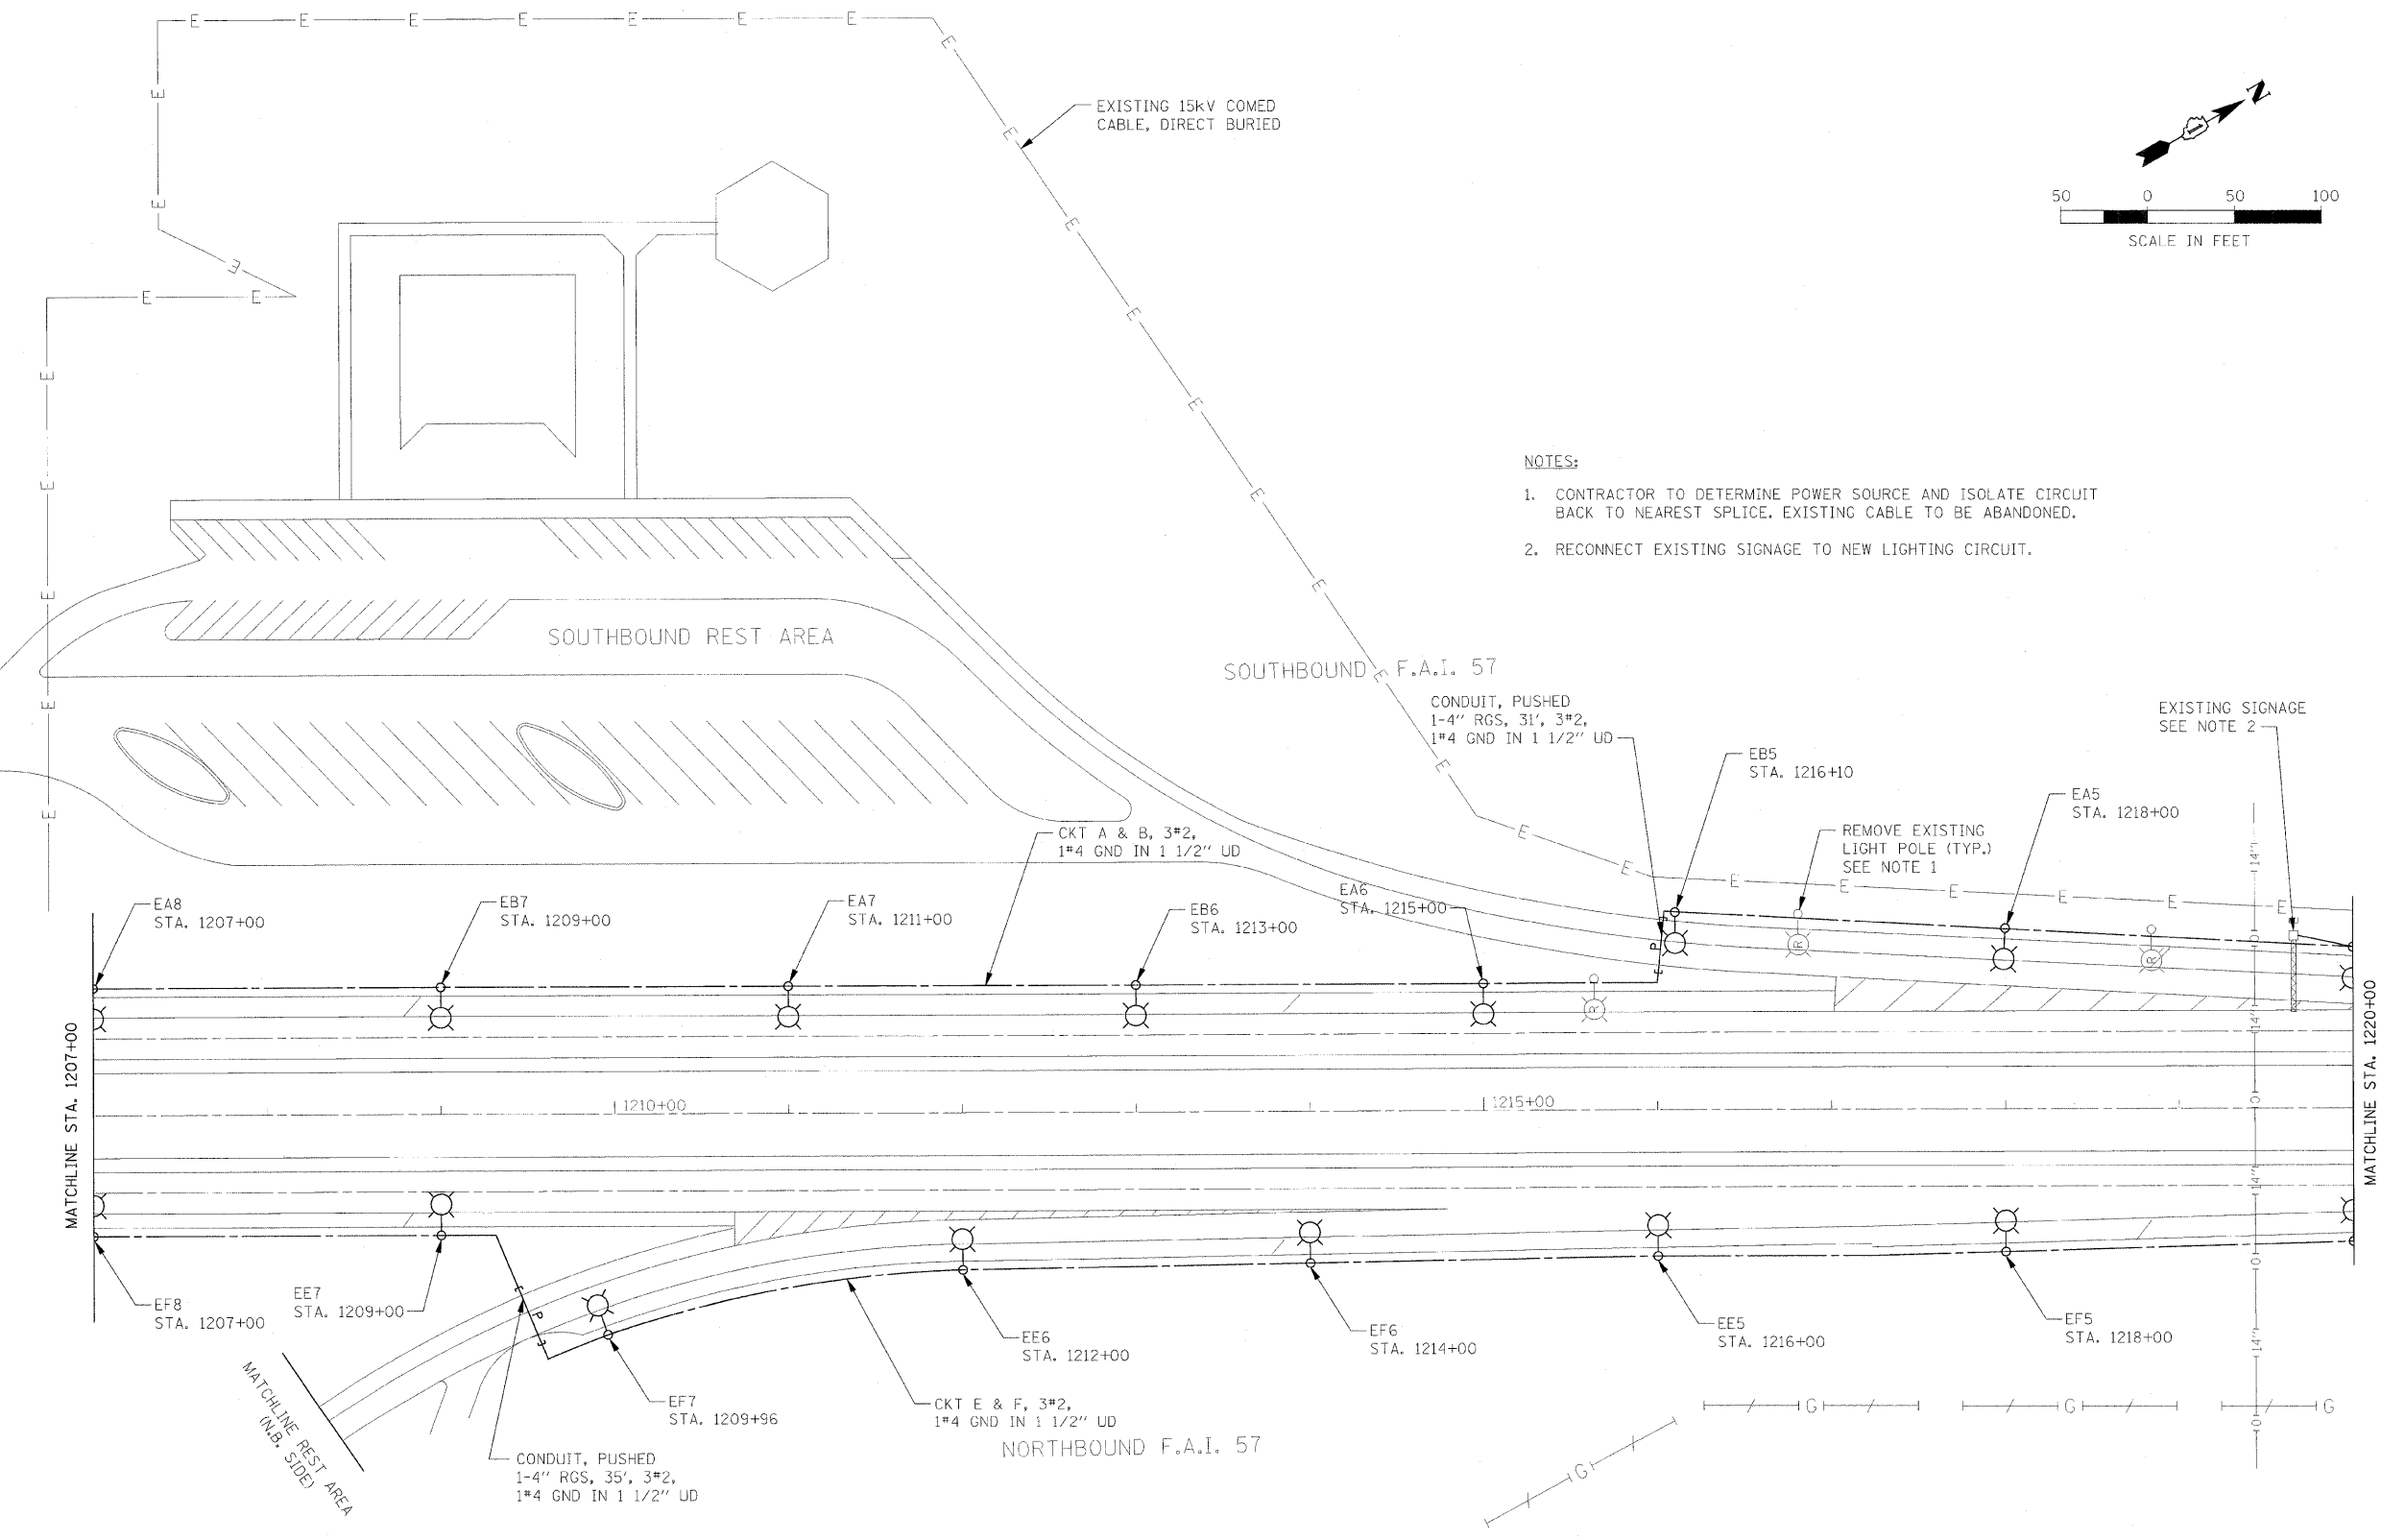 E E E E E E E
EXISTING 15kV COMED
CABLE, DIRECT BURIED
N
50 0 50 100
SCALE IN FEET
NOTES:
1. CONTRACTOR TO DETERMINE POWER SOURCE AND ISOLATE CIRCUIT
BACK TO NEAREST SPLICE. EXISTING CABLE TO BE ABANDONED.
2. RECONNECT EXISTING SIGNAGE TO NEW LIGHTING CIRCUIT.
SOUTHBOUND REST AREA
SOUTHBOUND F.A.I. 57
CONDUIT, PUSHED
1-4" RGS, 31', 3#2,
1#4 GND IN 1 1/2" UD
EXISTING SIGNAGE
SEE NOTE 2
EB5
STA. 1216+10
EA5
STA. 1218+00
REMOVE EXISTING
LIGHT POLE (TYP.)
SEE NOTE 1
CKT A & B, 3#2,
1#4 GND IN 1 1/2" UD
EA8
STA. 1207+00
EB7
STA. 1209+00
EA7
STA. 1211+00
EB6
STA. 1213+00
EA6
STA. 1215+00
P
R
R
R
14"
14"
14"
14"
MATCHLINE STA. 1207+00
1210+00
1215+00
MATCHLINE STA. 1220+00
EF8
STA. 1207+00
EE7
STA. 1209+00
P
EF7
STA. 1209+96
EE6
STA. 1212+00
EF6
STA. 1214+00
EE5
STA. 1216+00
EF5
STA. 1218+00
CKT E & F, 3#2,
1#4 GND IN 1 1/2" UD
NORTHBOUND F.A.I. 57
MATCHLINE REST AREA
(N.B. SIDE)
CONDUIT, PUSHED
1-4" RGS, 35', 3#2,
1#4 GND IN 1 1/2" UD
G G G
G